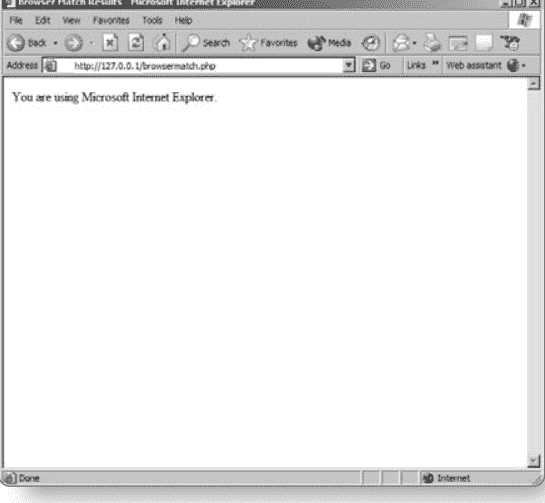 Browser Match Results - Microsoft Internet Explorer
File Edit View Favorites Tools Help
Back Search Favorites Media
Address http://127.0.0.1/browsermatch.php Go Links » Web assistant
You are using Microsoft Internet Explorer.
Done Internet